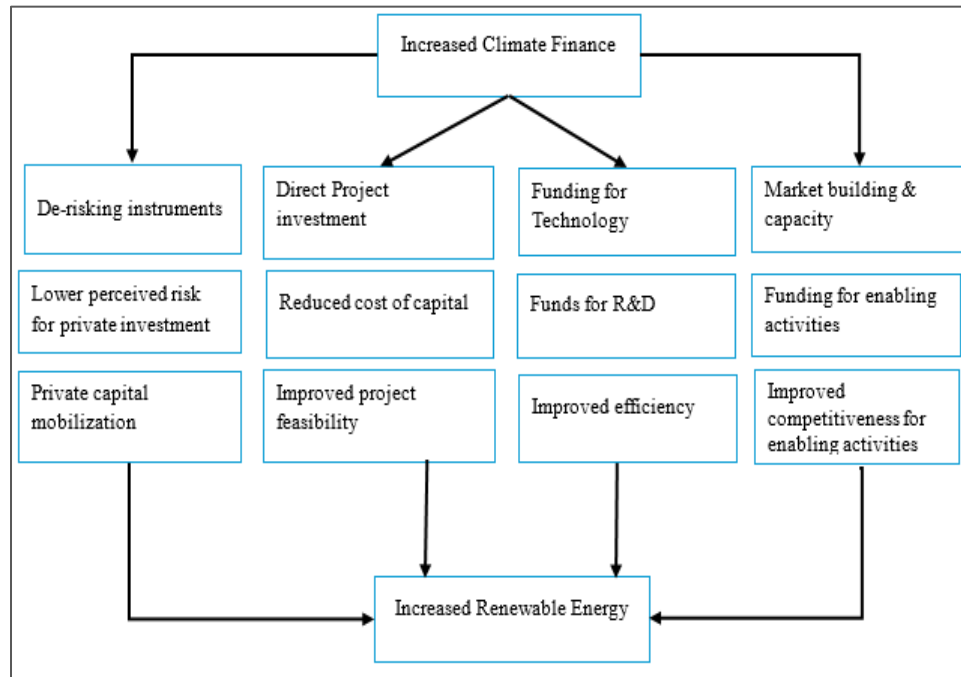 Increased Climate Finance
De-risking instruments
Direct Project
investment
Funding for
Technology
Market building &
capacity
Lower perceived risk
for private investment
Reduced cost of capital
Funds for R&D
Funding for enabling
activities
Private capital
mobilization
Improved project
feasibility
Improved efficiency
Improved
competitiveness for
enabling activities
Increased Renewable Energy